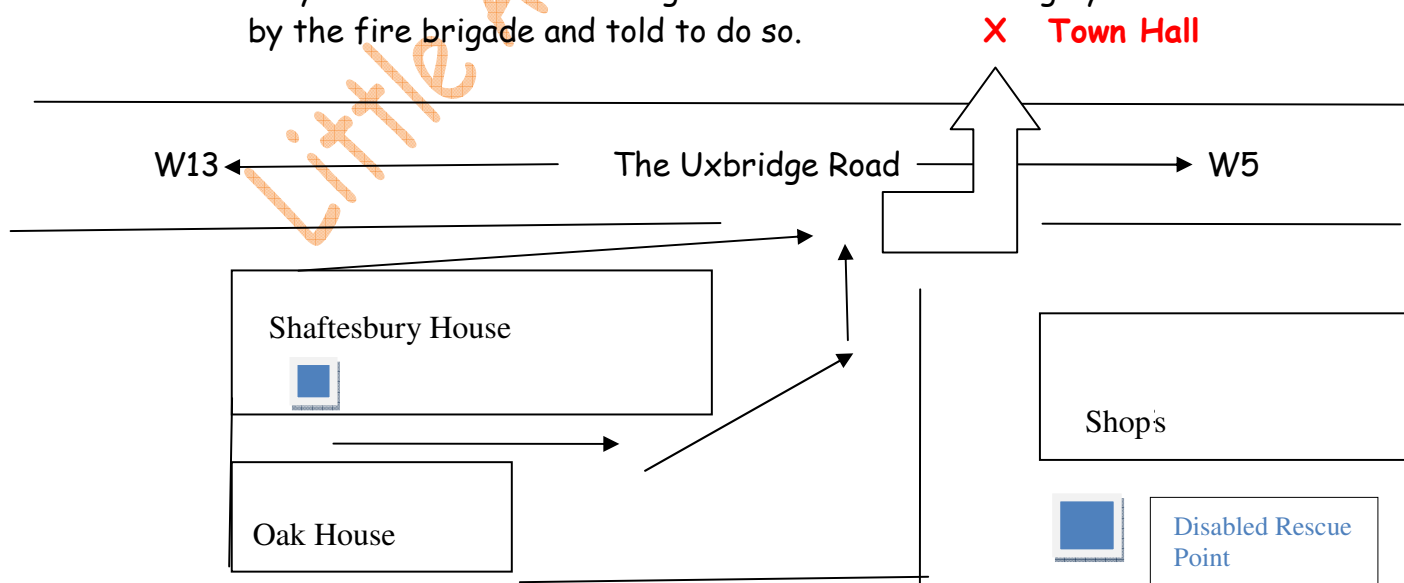 by the fire brigade and told to do so.
X Town Hall
W13
The Uxbridge Road
W5
Shaftesbury House
Shop's
Oak House
Disabled Rescue
Point
Little